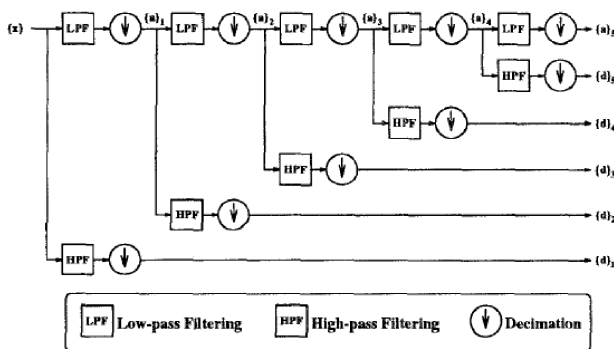 {x} LPF {a}₁ LPF {a}₂ LPF {a}₃ LPF {a}₄ LPF {a}₅
HPF {d}₅
HPF {d}₄
HPF {d}₃
HPF {d}₂
HPF {d}₁
LPF Low-pass Filtering HPF High-pass Filtering Decimation